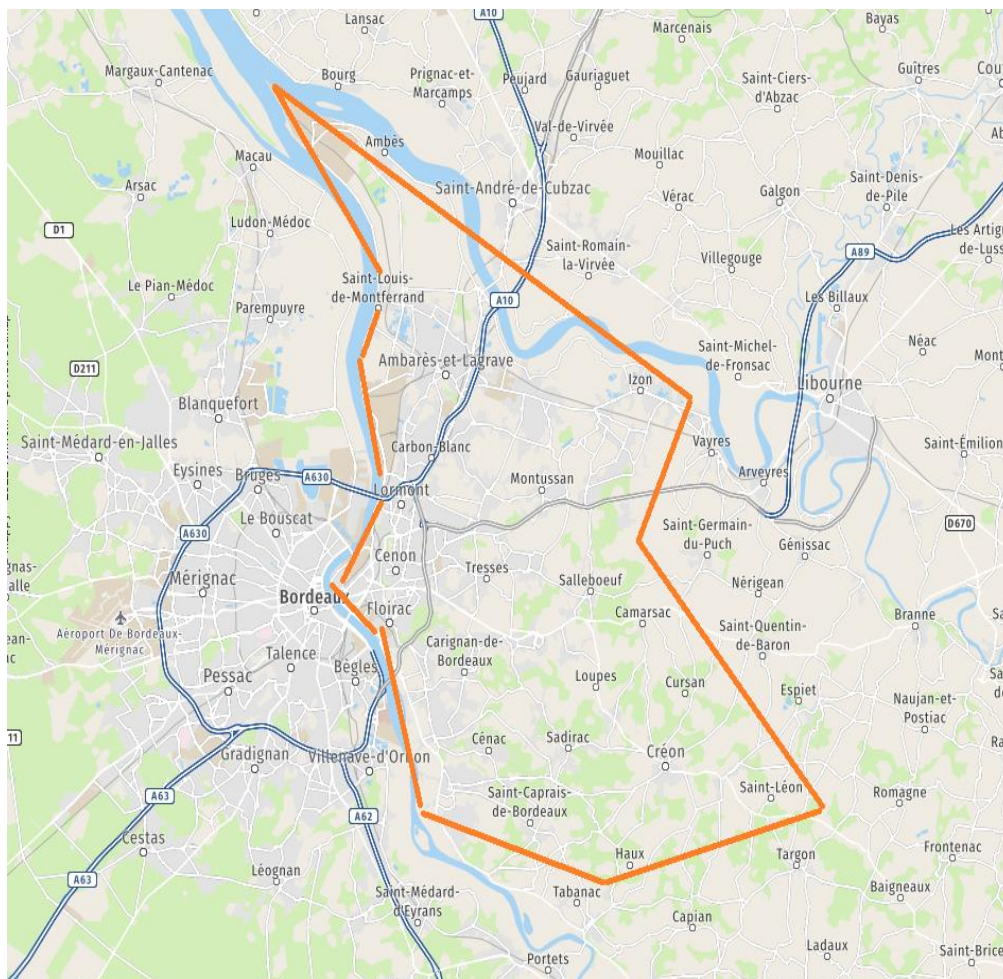 A10
Lansac
Marcenais
Bayas
Margaux-Cantenac
Bourg
Prignac-et-
Marcamps
Peujard
Gauriaguet
Saint-Ciers-
d'Abzac
Guîtres
Cou
Val-de-Virvée
Ambès
Ab
Macau
Mouillac
Arsac
Saint-André-de-Cubzac
Vérac
Galgon
Saint-Denis-
de-Pile
D1
Ludon-Médoc
Saint-Romain-
la-Virvée
Villegouge
A89
Les Artig
de-Luss
Le Pian-Médoc
Saint-Louis-
de-Montferrand
A10
Les Billaux
Parempuyre
Saint-Michel-
de-Fronsac
Néac
D211
Ambarès-et-Lagrave
Mont
Izon
Libourne
Blanquefort
Saint-Médard-en-Jalles
Carbon-Blanc
Vayres
Saint-Émilion
Eysines
Bruges
A630
Montussan
Arveyres
Lormont
Le Bouscat
D670
A630
Cenon
Saint-Germain-
du-Puch
Génissac
Tresses
Mérignac
Salleboeuf
Nérigean
Bordeaux
Floirac
Camarsac
Branne
Aéroport De Bordeaux-
Mérignac
Carignan-de-
Bordeaux
Saint-Quentin-
de-Baron
Talence
Bègles
Pessac
Loupes
Cursan
Espiet
Naujan-et-
Postiac
11
Cénac
Sadirac
Créon
Gradignan
Villenave-d'Ornon
Saint-Caprais-
de-Bordeaux
Saint-Léon
Romagne
A63
A62
Cestas
Haux
Targon
Frontenac
A63
Léognan
Saint-Médard-
d'Eyrans
Tabanac
Baigneaux
Capian
Portets
Ladaux
Saint-Brice